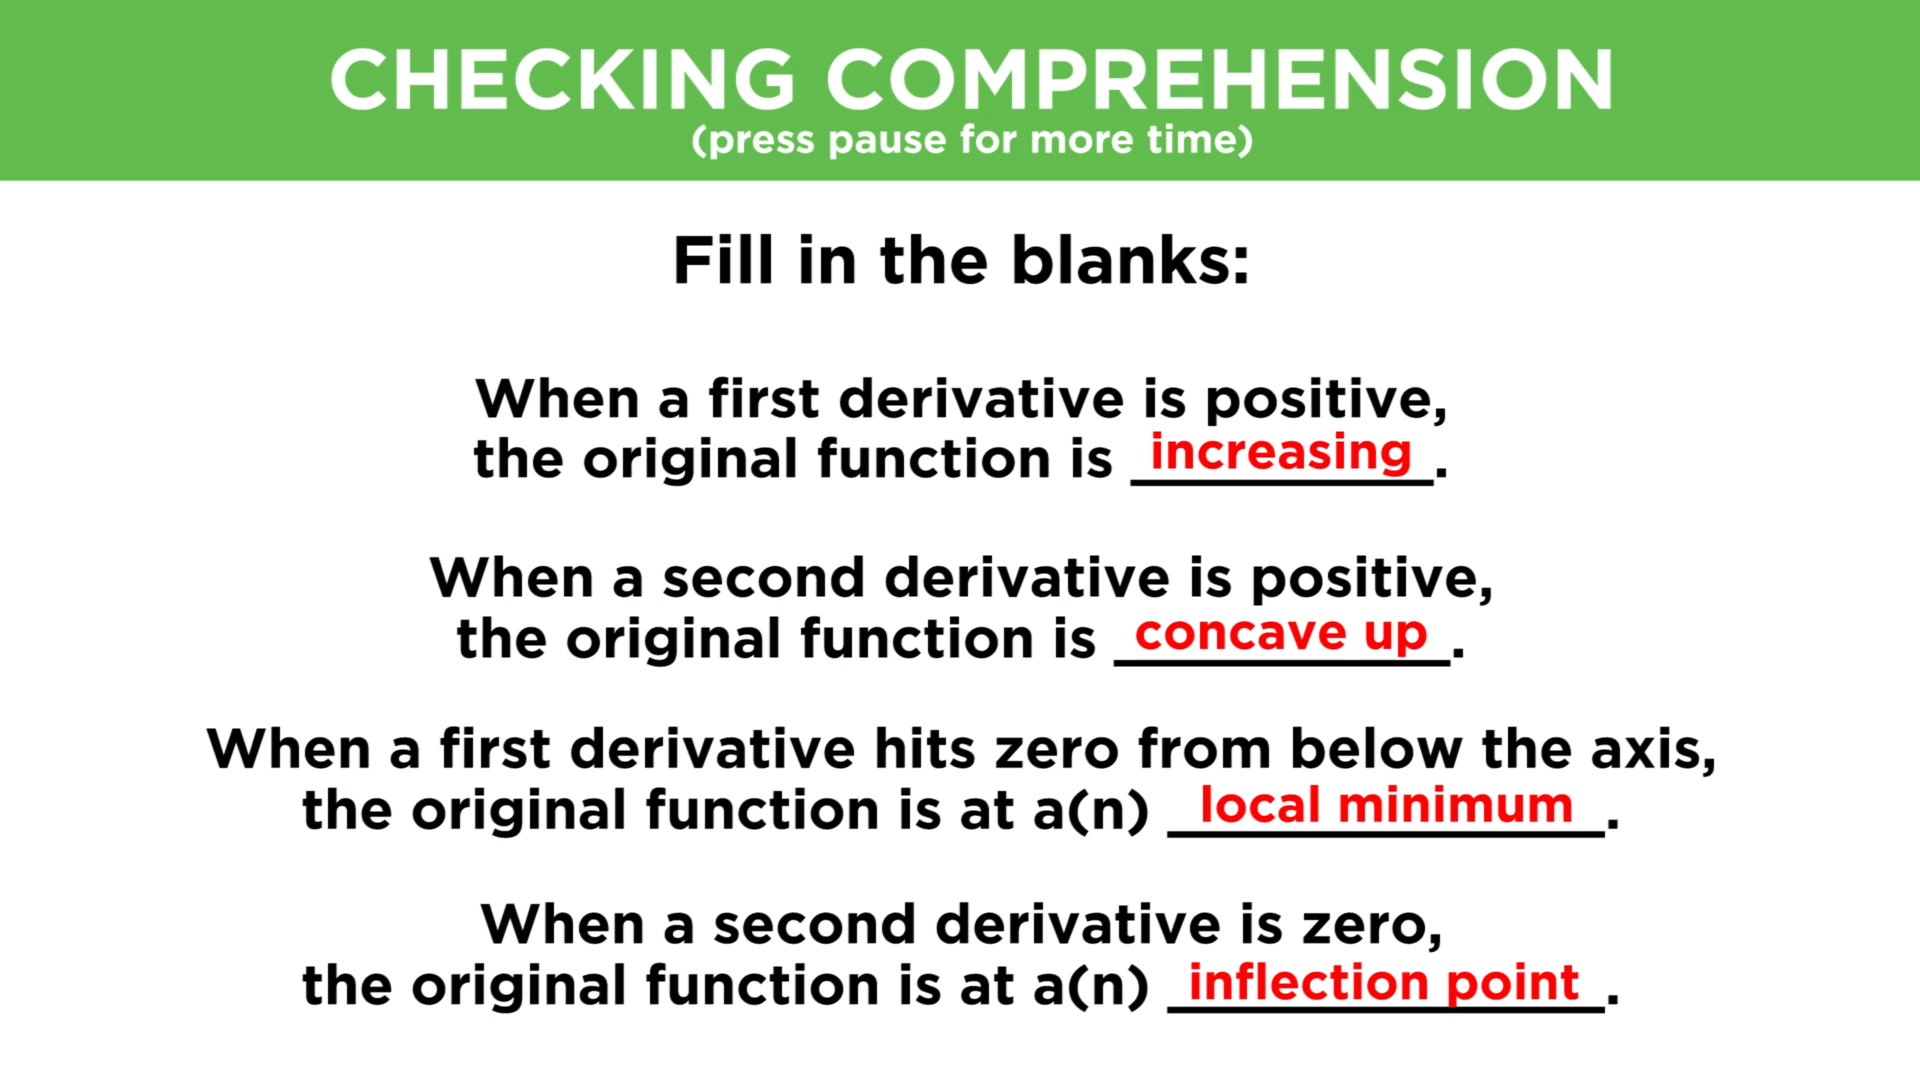 CHECKING COMPREHENSION
(press pause for more time)
Fill in the blanks:
When a first derivative is positive,
the original function is increasing.
When a second derivative is positive,
the original function is concave up.
When a first derivative hits zero from below the axis,
the original function is at a(n) local minimum.
When a second derivative is zero,
the original function is at a(n) inflection point.